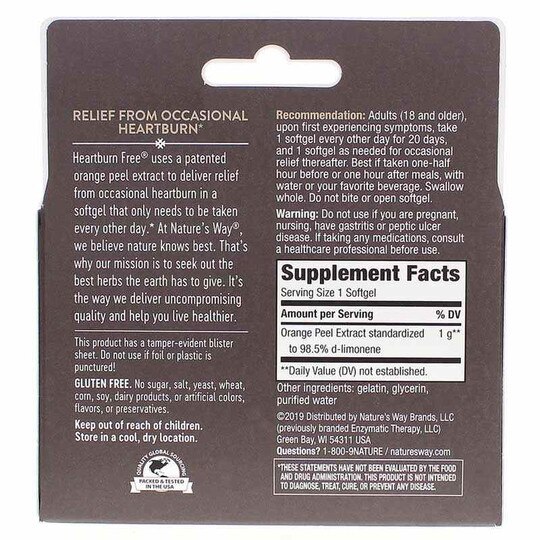 RELIEF FROM OCCASIONAL
HEARTBURN*
Heartburn Free® uses a patented
orange peel extract to deliver relief
from occasional heartburn in a
softgel that only needs to be taken
every other day.* At Nature's Way®,
we believe nature knows best. That's
why our mission is to seek out the
best herbs the earth has to give. It's
the way we deliver uncompromising
quality and help you live healthier.
This product has a tamper-evident blister
sheet. Do not use if foil or plastic is
punctured!
GLUTEN FREE. No sugar, salt, yeast, wheat,
corn, soy, dairy products, or artificial colors,
flavors, or preservatives.
Keep out of reach of children.
Store in a cool, dry location.
QUALITY GLOBAL SOURCING
PACKED & TESTED
IN THE USA
Recommendation: Adults (18 and older),
upon first experiencing symptoms, take
1 softgel every other day for 20 days,
and 1 softgel as needed for occasional
relief thereafter. Best if taken one-half
hour before or one hour after meals, with
water or your favorite beverage. Swallow
whole. Do not bite or open softgel.
Warning: Do not use if you are pregnant,
nursing, have gastritis or peptic ulcer
disease. If taking any medications, consult
a healthcare professional before use.
Supplement Facts
Serving Size 1 Softgel
Amount per Serving % DV
Orange Peel Extract standardized 1 g**
to 98.5% d-limonene
**Daily Value (DV) not established.
Other ingredients: gelatin, glycerin,
purified water
©2019 Distributed by Nature's Way Brands, LLC
(previously branded Enzymatic Therapy, LLC)
Green Bay, WI 54311 USA
Questions? 1-800-9NATURE / naturesway.com
*THESE STATEMENTS HAVE NOT BEEN EVALUATED BY THE FOOD
AND DRUG ADMINISTRATION. THIS PRODUCT IS NOT INTENDED
TO DIAGNOSE, TREAT, CURE, OR PREVENT ANY DISEASE.